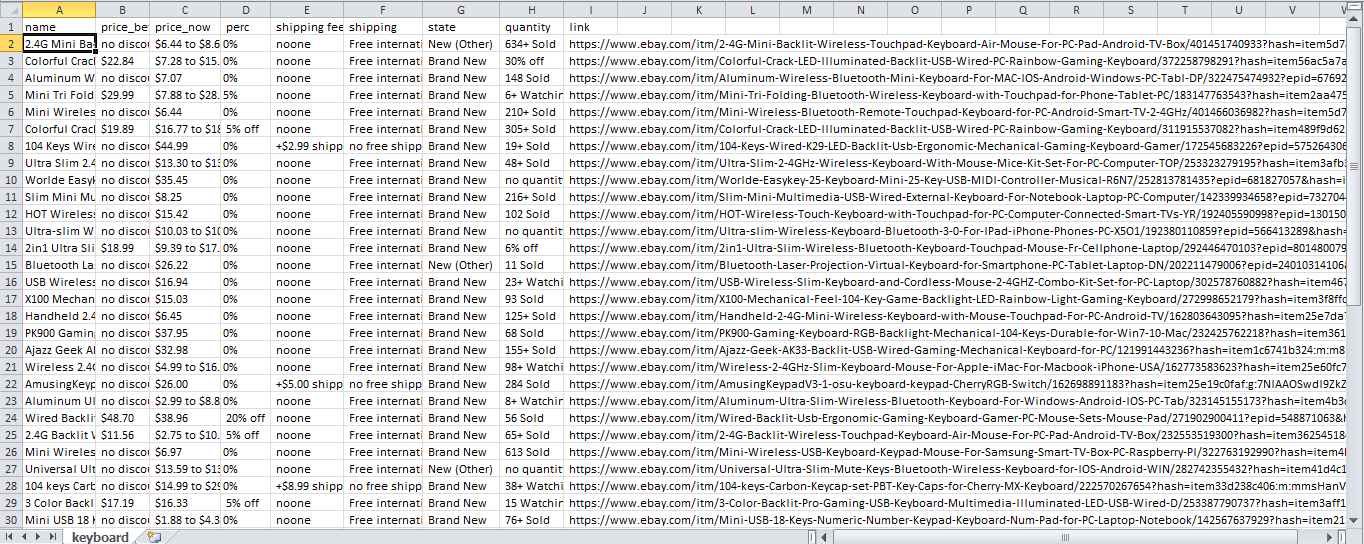 A B C D E F G H I J K L M N O P Q R S T U V
1 name price_bef price_now perc shipping fee shipping state quantity link
2 2.4G Mini Ba no discou $6.44 to $8.6 0% noone Free internati New (Other) 634+ Sold https://www.ebay.com/itm/2-4G-Mini-Backlit-Wireless-Touchpad-Keyboard-Air-Mouse-For-PC-Pad-Android-TV-Box/401451740933?hash=item5d7
3 Colorful Crac $22.84 $7.28 to $15. 0% noone Free internati Brand New 30% off https://www.ebay.com/itm/Colorful-Crack-LED-Illuminated-Backlit-USB-Wired-PC-Rainbow-Gaming-Keyboard/372258798291?hash=item56ac5a7a
4 Aluminum W no discou $7.07 0% noone Free internati Brand New 148 Sold https://www.ebay.com/itm/Aluminum-Wireless-Bluetooth-Mini-Keyboard-For-MAC-IOS-Android-Windows-PC-Tabl-DP/322475474932?epid=67692
5 Mini Tri Fold $29.99 $7.88 to $28. 5% noone Free internati Brand New 6+ Watchin https://www.ebay.com/itm/Mini-Tri-Folding-Bluetooth-Wireless-Keyboard-with-Touchpad-for-Phone-Tablet-PC/183147763543?hash=item2aa475
6 Mini Wireles no discou $6.44 0% noone Free internati Brand New 210+ Sold https://www.ebay.com/itm/Mini-Wireless-Bluetooth-Remote-Touchpad-Keyboard-for-PC-Android-Smart-TV-2-4GHz/401466036982?hash=item5d7
7 Colorful Crac $19.89 $16.77 to $18 5% off noone Free internati Brand New 305+ Sold https://www.ebay.com/itm/Colorful-Crack-LED-Illuminated-Backlit-USB-Wired-PC-Rainbow-Gaming-Keyboard/311915537082?hash=item489f9d62
8 104 Keys Wire no discou $44.99 0% +$2.99 shipp no free shipp Brand New 19+ Sold https://www.ebay.com/itm/104-Keys-Wired-K29-LED-Backlit-Usb-Ergonomic-Mechanical-Gaming-Keyboard-Gamer/172545683226?epid=575264306
9 Ultra Slim 2.4 no discou $13.30 to $13 0% noone Free internati Brand New 48+ Sold https://www.ebay.com/itm/Ultra-Slim-2-4GHz-Wireless-Keyboard-With-Mouse-Mice-Kit-Set-For-PC-Computer-TOP/253323279195?hash=item3afb3
10 Worlde Easyk no discou $35.45 0% noone Free internati Brand New no quantit https://www.ebay.com/itm/Worlde-Easykey-25-Keyboard-Mini-25-Key-USB-MIDI-Controller-Musical-R6N7/252813781435?epid=681827057&hash=i
11 Slim Mini Mu no discou $8.25 0% noone Free internati Brand New 216+ Sold https://www.ebay.com/itm/Slim-Mini-Multimedia-USB-Wired-External-Keyboard-For-Notebook-Laptop-PC-Computer/142339934658?epid=732704
12 HOT Wireless no discou $15.42 0% noone Free internati Brand New 102 Sold https://www.ebay.com/itm/HOT-Wireless-Touch-Keyboard-with-Touchpad-for-PC-Computer-Connected-Smart-TVs-YR/192405590998?epid=130150
13 Ultra-slim W no discou $10.03 to $10 0% noone Free internati Brand New no quantit https://www.ebay.com/itm/Ultra-slim-Wireless-Keyboard-Bluetooth-3-0-For-IPad-iPhone-Phones-PC-X5O1/192380110859?epid=566413289&hash=
14 2in1 Ultra Sli $18.99 $9.39 to $17. 0% noone Free internati Brand New 6% off https://www.ebay.com/itm/2in1-Ultra-Slim-Wireless-Bluetooth-Keyboard-Touchpad-Mouse-Fr-Cellphone-Laptop/292446470103?epid=801480079
15 Bluetooth La no discou $26.22 0% noone Free internati New (Other) 11 Sold https://www.ebay.com/itm/Bluetooth-Laser-Projection-Virtual-Keyboard-for-Smartphone-PC-Tablet-Laptop-DN/202211479006?epid=24010314106
16 USB Wireless no discou $16.94 0% noone Free internati Brand New 23+ Watchi https://www.ebay.com/itm/USB-Wireless-Slim-Keyboard-and-Cordless-Mouse-2-4GHZ-Combo-Kit-Set-for-PC-Laptop/302578760882?hash=item467
17 X100 Mechan no discou $15.03 0% noone Free internati Brand New 93 Sold https://www.ebay.com/itm/X100-Mechanical-Feel-104-Key-Game-Backlight-LED-Rainbow-Light-Gaming-Keyboard/272998652179?hash=item3f8ffc
18 Handheld 2.4 no discou $6.45 0% noone Free internati Brand New 125+ Sold https://www.ebay.com/itm/Handheld-2-4G-Mini-Wireless-Keyboard-with-Mouse-Touchpad-For-PC-Android-TV/162803643095?hash=item25e7da
19 PK900 Gamin no discou $37.95 0% noone Free internati Brand New 68 Sold https://www.ebay.com/itm/PK900-Gaming-Keyboard-RGB-Backlight-Mechanical-104-Keys-Durable-for-Win7-10-Mac/232425762218?hash=item361
20 Ajazz Geek Al no discou $32.98 0% noone Free internati Brand New 155+ Sold https://www.ebay.com/itm/Ajazz-Geek-AK33-Backlit-USB-Wired-Gaming-Mechanical-Keyboard-for-PC/121991443236?hash=item1c6741b324:m:m8
21 Wireless 2.4G no discou $4.99 to $16. 0% noone Free internati Brand New 98+ Watchi https://www.ebay.com/itm/Wireless-2-4GHz-Slim-Keyboard-Mouse-For-Apple-iMac-For-Macbook-iPhone-USA/162773583623?hash=item25e60fc7
22 AmusingKeyp no discou $26.00 0% +$5.00 shipp no free shipp Brand New 284 Sold https://www.ebay.com/itm/AmusingKeypadV3-1-osu-keyboard-keypad-CherryRGB-Switch/162698891183?hash=item25e19c0faf:g:7NIAAOSwdI9ZkZ
23 Aluminum Ul no discou $2.99 to $8.8 0% noone Free internati Brand New 8+ Watchin https://www.ebay.com/itm/Aluminum-Ultra-Slim-Wireless-Bluetooth-Keyboard-For-Windows-Android-IOS-PC-Tab/323145155173?hash=item4b3c
24 Wired Backlit $48.70 $38.96 20% off noone Free internati Brand New 56 Sold https://www.ebay.com/itm/Wired-Backlit-Usb-Ergonomic-Gaming-Keyboard-Gamer-PC-Mouse-Sets-Mouse-Pad/271902900411?epid=548871063&
25 2.4G Backlit W $11.56 $2.75 to $10. 5% off noone Free internati Brand New 65+ Sold https://www.ebay.com/itm/2-4G-Backlit-Wireless-Touchpad-Keyboard-Air-Mouse-For-PC-Pad-Android-TV-Box/232553519300?hash=item36254518
26 Mini Wireles no discou $6.97 0% noone Free internati Brand New 613 Sold https://www.ebay.com/itm/Mini-Wireless-USB-Keyboard-Keypad-Mouse-For-Samsung-Smart-TV-Box-PC-Raspberry-PI/322763192990?hash=item4
27 Universal Ult no discou $13.59 to $13 0% noone Free internati New (Other) no quantit https://www.ebay.com/itm/Universal-Ultra-Slim-Mute-Keys-Bluetooth-Wireless-Keyboard-for-IOS-Android-WIN/282742355432?hash=item41d4c1
28 104 keys Carb no discou $14.99 to $29 0% +$8.99 shipp no free shipp Brand New 38+ Watchi https://www.ebay.com/itm/104-keys-Carbon-Keycap-set-PBT-Key-Caps-for-Cherry-MX-Keyboard/222570267654?hash=item33d238c406:m:mmsHanV
29 3 Color Backl $17.19 $16.33 5% off noone Free internati Brand New 15 Watchin https://www.ebay.com/itm/3-Color-Backlit-Pro-Gaming-USB-Keyboard-Multimedia-Illuminated-LED-USB-Wired-D/253387790737?hash=item3aff1
30 Mini USB 18 K no discou $1.88 to $4.3 0% noone Free internati Brand New 76+ Sold https://www.ebay.com/itm/Mini-USB-18-Keys-Numeric-Number-Keypad-Keyboard-Num-Pad-for-PC-Laptop-Notebook/142567637929?hash=item21
keyboard